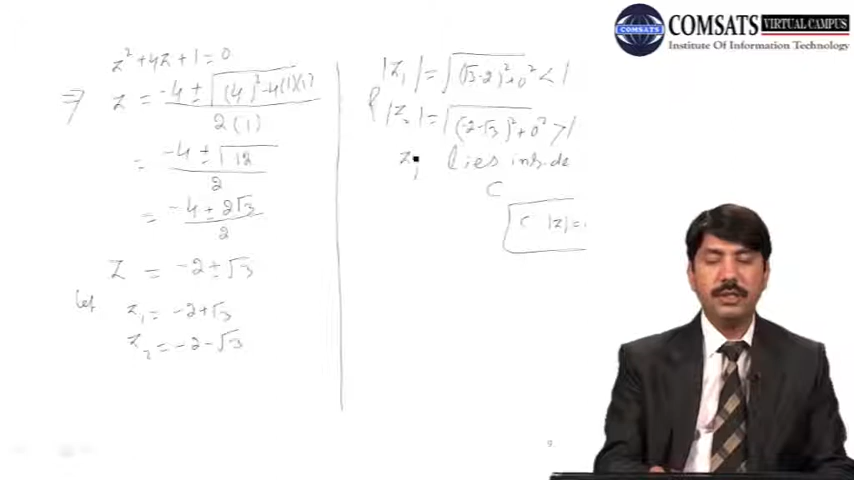 z² + 4z + 1 = 0
⇒ z = (-4 ± √((4)² - 4(1)(1))) / 2(1)
= (-4 ± √12) / 2
= (-4 ± 2√3) / 2
z = -2 ± √3
let z₁ = -2 + √3
z₂ = -2 - √3
|z₁| = √((√3 - 2)² + 0²) < 1
|z₂| = √((-2 - √3)² + 0²) > 1
z₁ lies inside
C
C |z| =
COMSATS VIRTUAL CAMPUS
Institute Of Information Technology